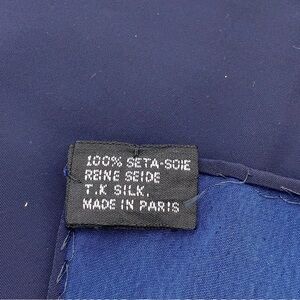 100% SETA-SOIE
REINE SEIDE
T.K SILK.
MADE IN PARIS